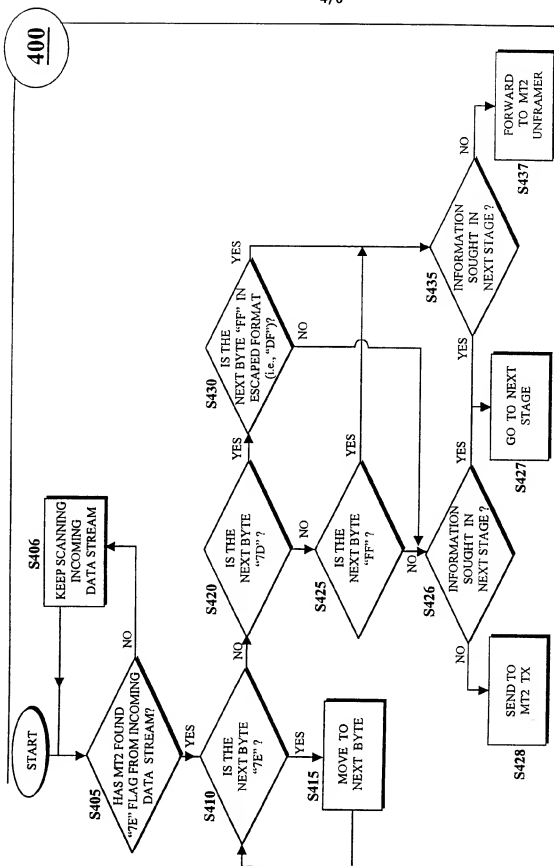 4/6
400
START
S406
KEEP SCANNING
INCOMING
DATA STREAM
S405
HAS MT2 FOUND
"7E" FLAG FROM INCOMING
DATA STREAM?
NO
YES
S410
IS THE
NEXT BYTE
"7E" ?
NO
YES
S415
MOVE TO
NEXT BYTE
S420
IS THE
NEXT BYTE
"7D" ?
YES
NO
S430
IS THE
NEXT BYTE "FF" IN
ESCAPED FORMAT
(i.e., "DF")?
YES
NO
S425
IS THE
NEXT BYTE
"FF" ?
YES
NO
S426
INFORMATION
SOUGHT IN
NEXT STAGE ?
YES
NO
S428
SEND TO
MT2 TX
S427
GO TO NEXT
STAGE
S435
INFORMATION
SOUGHT IN
NEXT STAGE ?
YES
NO
S437
FORWARD
TO MT2
UNFRAMER